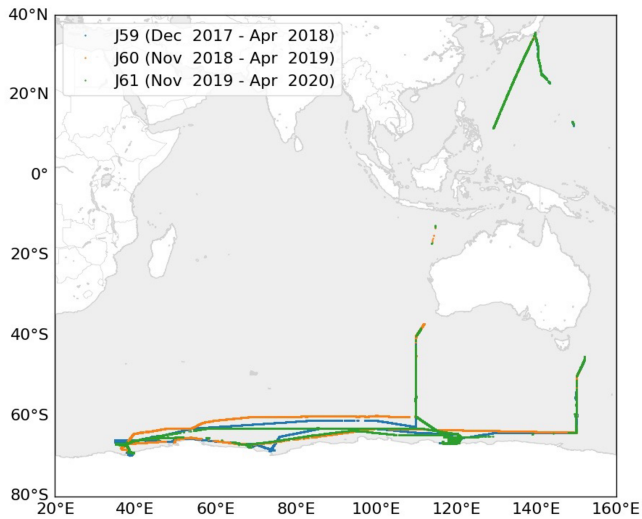 40°N
J59 (Dec 2017 - Apr 2018)
J60 (Nov 2018 - Apr 2019)
J61 (Nov 2019 - Apr 2020)
20°N
0°
20°S
40°S
60°S
80°S
20°E 40°E 60°E 80°E 100°E 120°E 140°E 160°E